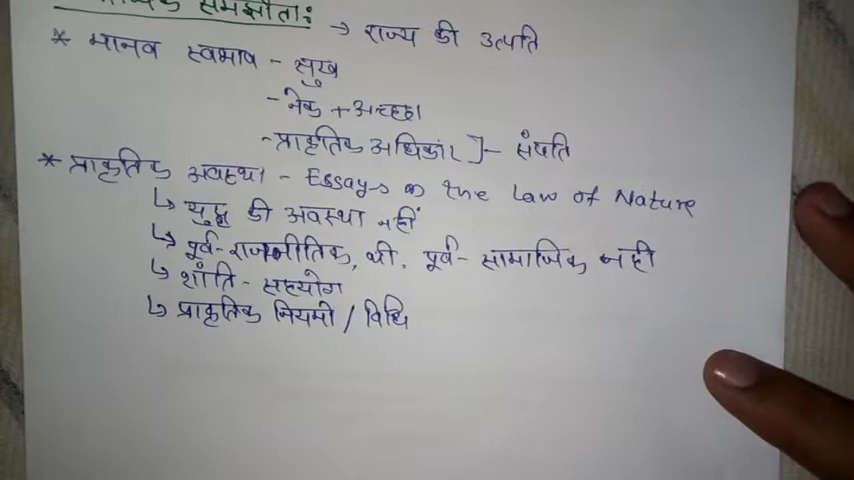 समझौता: → राज्य की उत्पति
* मानव स्वभाव - सुख
- नेक + अच्छा
- प्राकृतिक अधिकार ]- संपति
* प्राकृतिक अवस्था - Essays on the Law of Nature
↳ युद्ध की अवस्था नहीं
↳ पूर्व-राजनीतिक, थी, पूर्व-सामाजिक नही
↳ शांति - सहयोग
↳ प्राकृतिक नियमो / विधि